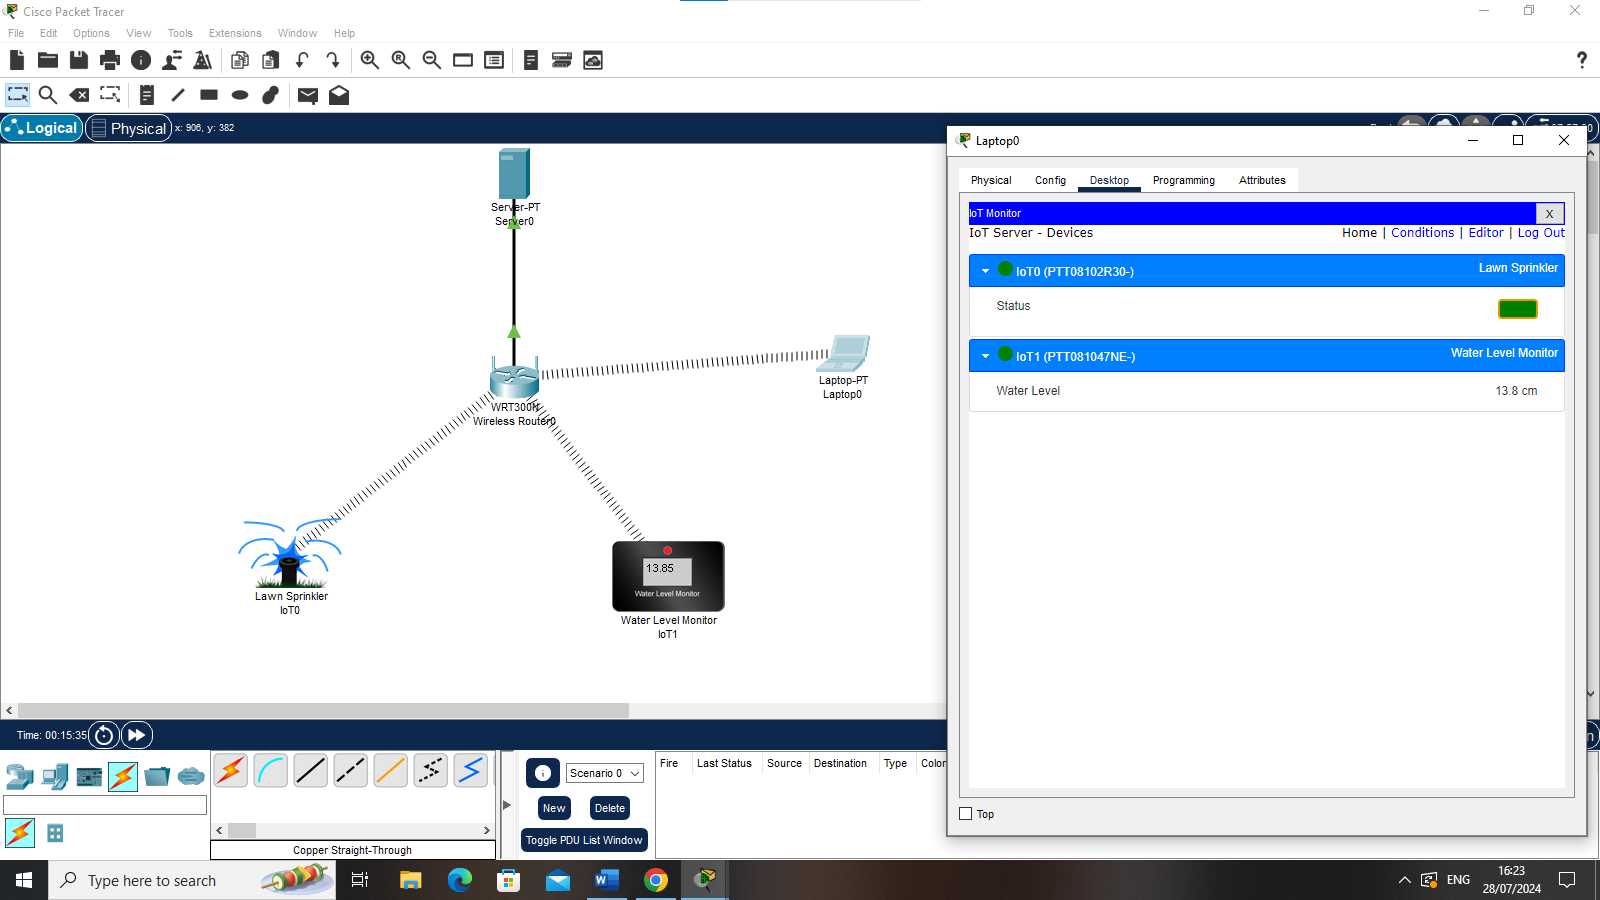 Cisco Packet Tracer
File Edit Options View Tools Extensions Window Help
Logical Physical x: 906, y: 382
Server-PT
Server0
WRT300N
Wireless Router0
Laptop-PT
Laptop0
Lawn Sprinkler
IoT0
13.85
Water Level Monitor
Water Level Monitor
IoT1
Laptop0
Physical Config Desktop Programming Attributes
IoT Monitor X
IoT Server - Devices Home | Conditions | Editor | Log Out
IoT0 (PTT08102R30-) Lawn Sprinkler
Status
IoT1 (PTT081047NE-) Water Level Monitor
Water Level 13.8 cm
Top
Time: 00:15:35
Scenario 0
New Delete
Toggle PDU List Window
Fire Last Status Source Destination Type Color
Copper Straight-Through
Type here to search
ENG
16:23
28/07/2024